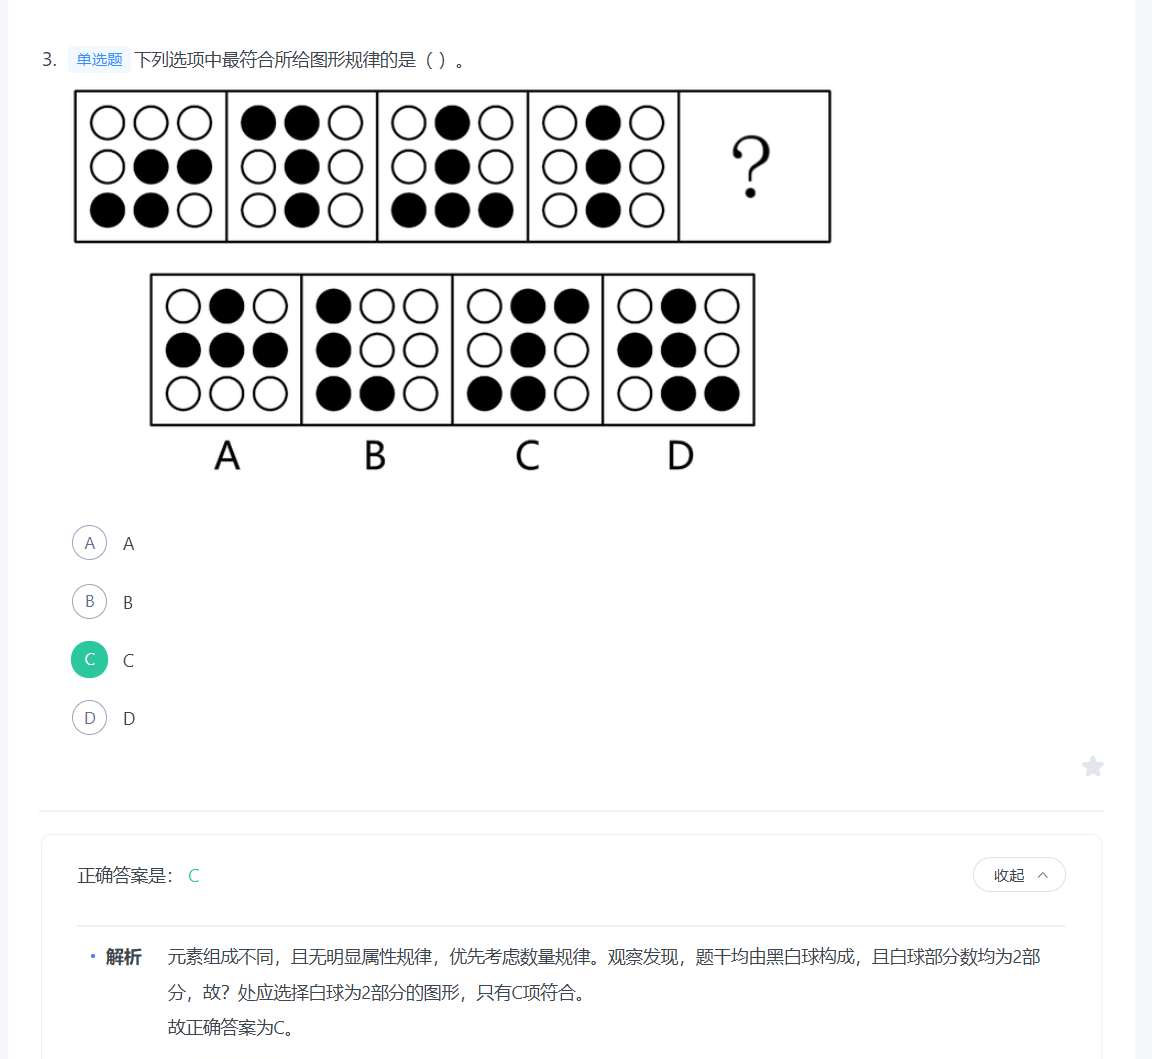 3. 单选题 下列选项中最符合所给图形规律的是（ ）。
?
A B C D
A A
B B
C C
D D
正确答案是： C 收起
· 解析 元素组成不同，且无明显属性规律，优先考虑数量规律。观察发现，题干均由黑白球构成，且白球部分数均为2部
分，故？处应选择白球为2部分的图形，只有C项符合。
故正确答案为C。